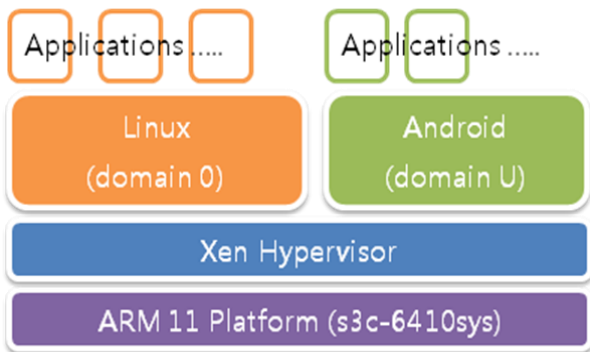 Applications .....
Applications .....
Linux
(domain 0)
Android
(domain U)
Xen Hypervisor
ARM 11 Platform (s3c-6410sys)